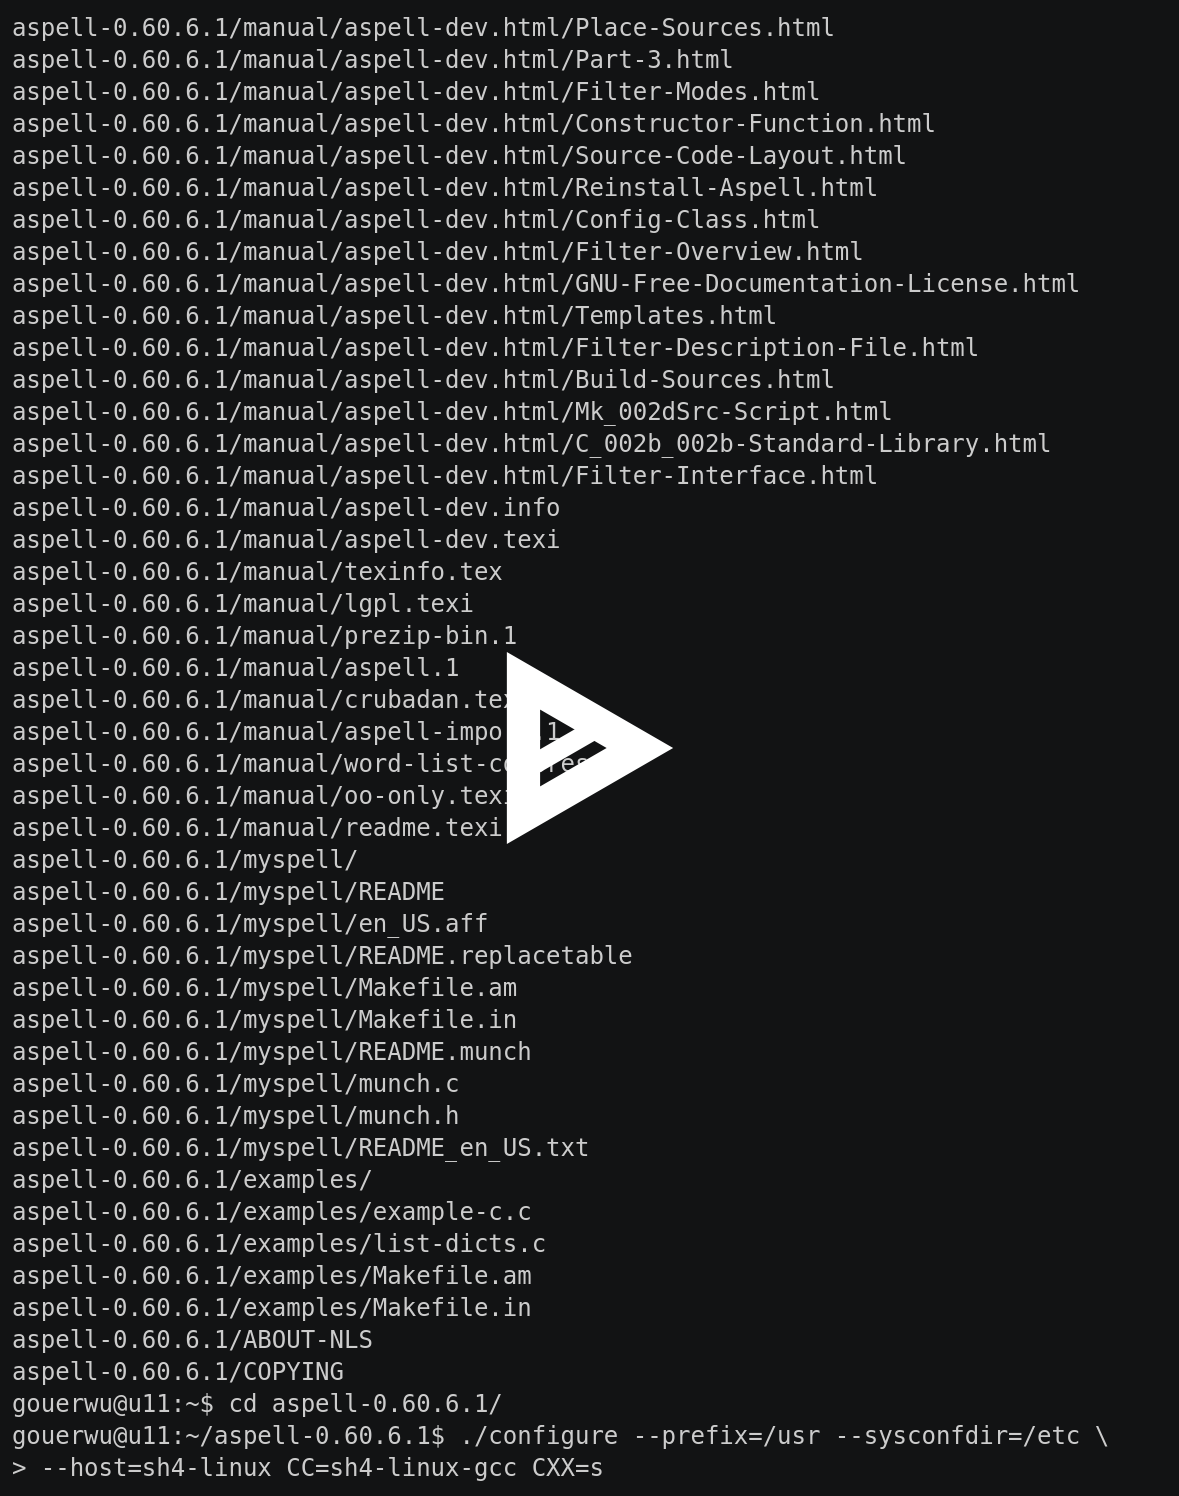 aspell-0.60.6.1/manual/aspell-dev.html/Place-Sources.html
aspell-0.60.6.1/manual/aspell-dev.html/Part-3.html
aspell-0.60.6.1/manual/aspell-dev.html/Filter-Modes.html
aspell-0.60.6.1/manual/aspell-dev.html/Constructor-Function.html
aspell-0.60.6.1/manual/aspell-dev.html/Source-Code-Layout.html
aspell-0.60.6.1/manual/aspell-dev.html/Reinstall-Aspell.html
aspell-0.60.6.1/manual/aspell-dev.html/Config-Class.html
aspell-0.60.6.1/manual/aspell-dev.html/Filter-Overview.html
aspell-0.60.6.1/manual/aspell-dev.html/GNU-Free-Documentation-License.html
aspell-0.60.6.1/manual/aspell-dev.html/Templates.html
aspell-0.60.6.1/manual/aspell-dev.html/Filter-Description-File.html
aspell-0.60.6.1/manual/aspell-dev.html/Build-Sources.html
aspell-0.60.6.1/manual/aspell-dev.html/Mk_002dSrc-Script.html
aspell-0.60.6.1/manual/aspell-dev.html/C_002b_002b-Standard-Library.html
aspell-0.60.6.1/manual/aspell-dev.html/Filter-Interface.html
aspell-0.60.6.1/manual/aspell-dev.info
aspell-0.60.6.1/manual/aspell-dev.texi
aspell-0.60.6.1/manual/texinfo.tex
aspell-0.60.6.1/manual/lgpl.texi
aspell-0.60.6.1/manual/prezip-bin.1
aspell-0.60.6.1/manual/aspell.1
aspell-0.60.6.1/manual/crubadan.tex
aspell-0.60.6.1/manual/aspell-impo .1
aspell-0.60.6.1/manual/word-list-co res
aspell-0.60.6.1/manual/oo-only.texi
aspell-0.60.6.1/manual/readme.texi
aspell-0.60.6.1/myspell/
aspell-0.60.6.1/myspell/README
aspell-0.60.6.1/myspell/en_US.aff
aspell-0.60.6.1/myspell/README.replacetable
aspell-0.60.6.1/myspell/Makefile.am
aspell-0.60.6.1/myspell/Makefile.in
aspell-0.60.6.1/myspell/README.munch
aspell-0.60.6.1/myspell/munch.c
aspell-0.60.6.1/myspell/munch.h
aspell-0.60.6.1/myspell/README_en_US.txt
aspell-0.60.6.1/examples/
aspell-0.60.6.1/examples/example-c.c
aspell-0.60.6.1/examples/list-dicts.c
aspell-0.60.6.1/examples/Makefile.am
aspell-0.60.6.1/examples/Makefile.in
aspell-0.60.6.1/ABOUT-NLS
aspell-0.60.6.1/COPYING
gouerwu@u11:~$ cd aspell-0.60.6.1/
gouerwu@u11:~/aspell-0.60.6.1$ ./configure --prefix=/usr --sysconfdir=/etc \
> --host=sh4-linux CC=sh4-linux-gcc CXX=s